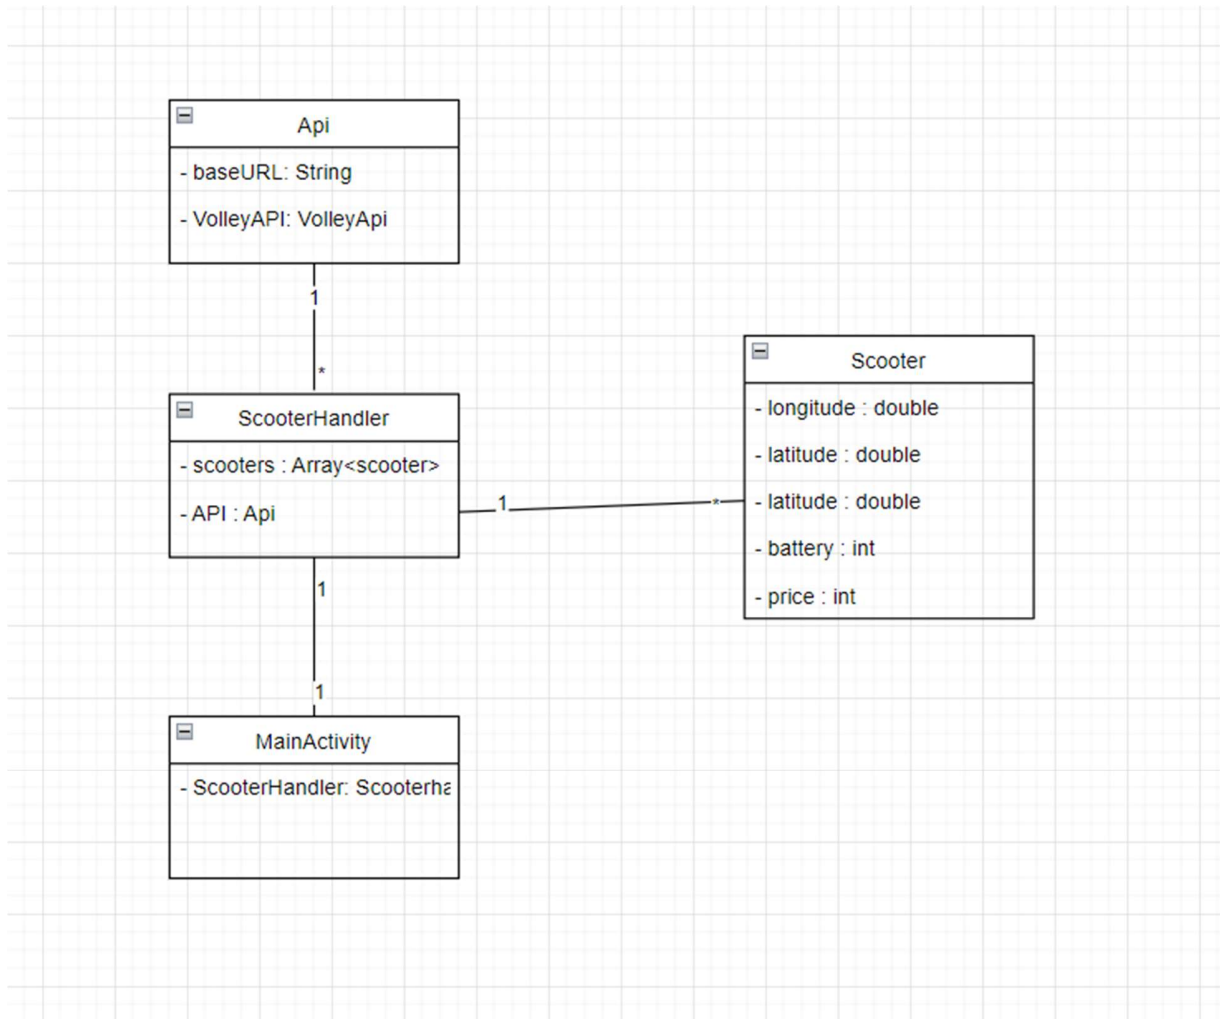 Api
- baseURL: String
- VolleyAPI: VolleyApi
1
*
ScooterHandler
- scooters : Array<scooter>
- API : Api
1
*
Scooter
- longitude : double
- latitude : double
- latitude : double
- battery : int
- price : int
1
1
MainActivity
- ScooterHandler: Scooterha